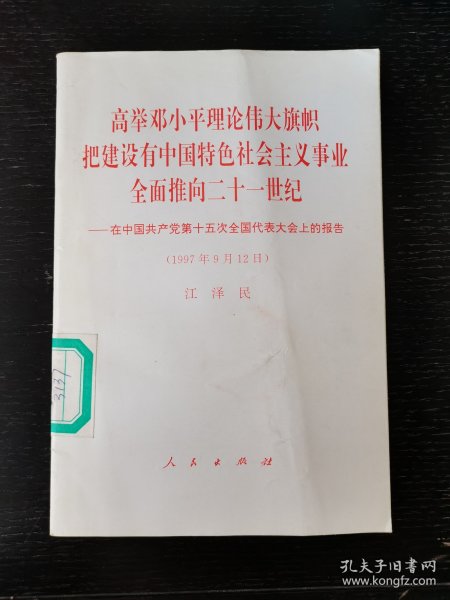 高举邓小平理论伟大旗帜
把建设有中国特色社会主义事业
全面推向二十一世纪
——在中国共产党第十五次全国代表大会上的报告
(1997年9月12日)
江泽民
3137
人民出版社
孔夫子旧书网
www.kongfz.com